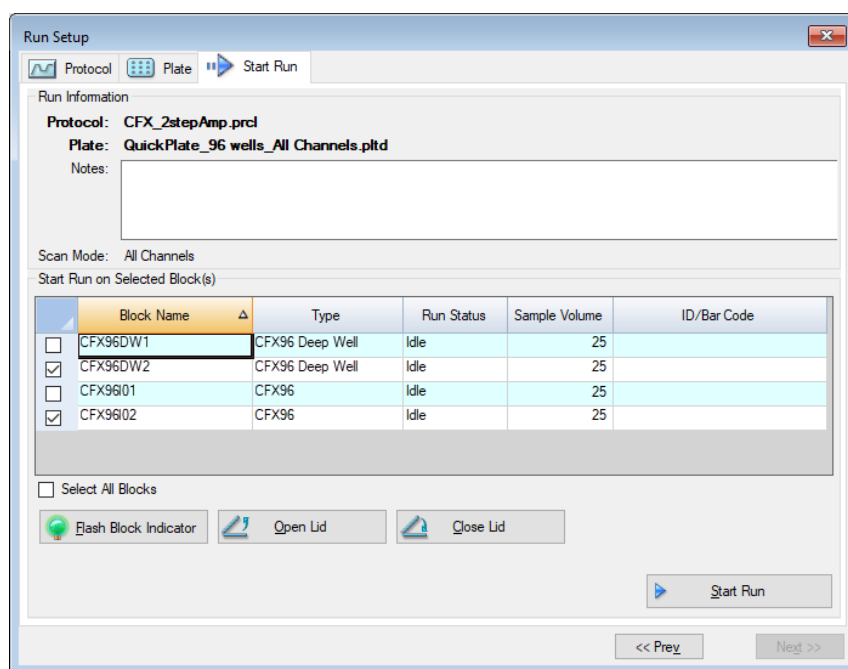 Run Setup
Protocol Plate Start Run
Run Information
Protocol: CFX_2stepAmp.prcl
Plate: QuickPlate_96 wells_All Channels.pltd
Notes:
Scan Mode: All Channels
Start Run on Selected Block(s)
Block Name Type Run Status Sample Volume ID/Bar Code
CFX96DW1 CFX96 Deep Well Idle 25
CFX96DW2 CFX96 Deep Well Idle 25
CFX96I01 CFX96 Idle 25
CFX96I02 CFX96 Idle 25
Select All Blocks
Flash Block Indicator Open Lid Close Lid
Start Run
<< Prev Next >>